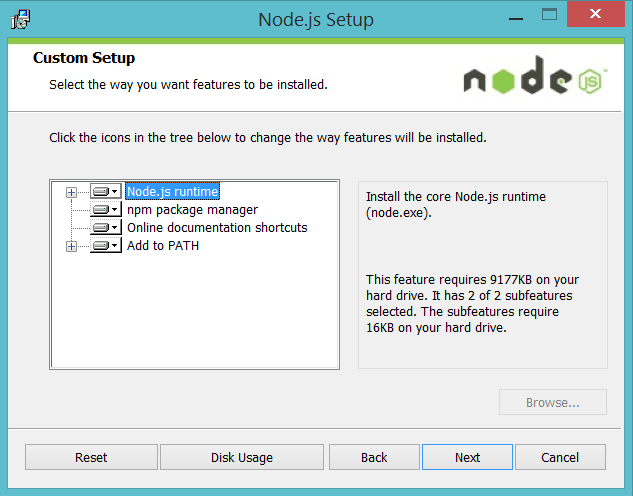 Node.js Setup
Custom Setup
Select the way you want features to be installed.
node
JS
Click the icons in the tree below to change the way features will be installed.
Node.js runtime
npm package manager
Online documentation shortcuts
Add to PATH
Install the core Node.js runtime
(node.exe).
This feature requires 9177KB on your
hard drive. It has 2 of 2 subfeatures
selected. The subfeatures require
16KB on your hard drive.
Browse...
Reset
Disk Usage
Back
Next
Cancel